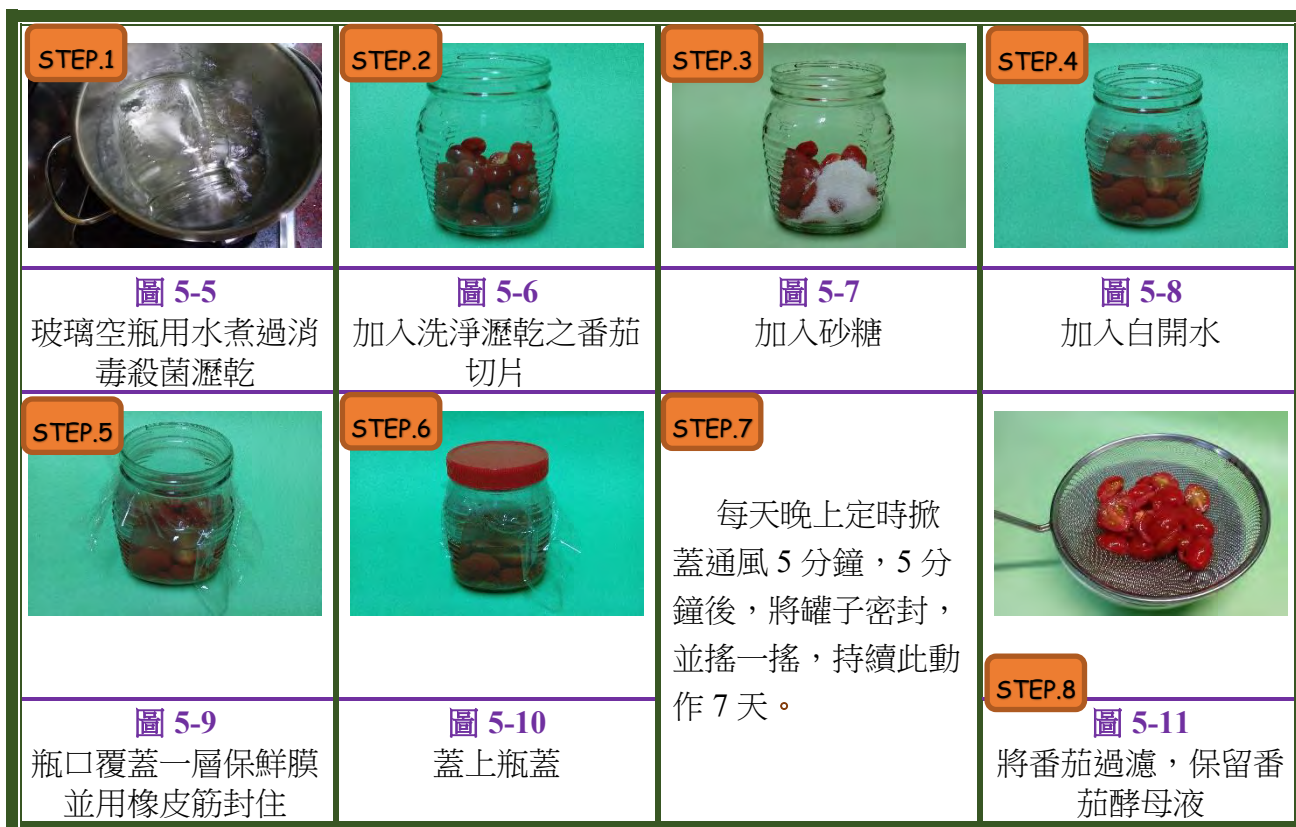 STEP.1
圖 5-5
玻璃空瓶用水煮過消
毒殺菌瀝乾
STEP.2
圖 5-6
加入洗淨瀝乾之番茄
切片
STEP.3
圖 5-7
加入砂糖
STEP.4
圖 5-8
加入白開水
STEP.5
圖 5-9
瓶口覆蓋一層保鮮膜
並用橡皮筋封住
STEP.6
圖 5-10
蓋上瓶蓋
STEP.7
每天晚上定時掀
蓋通風 5 分鐘，5 分
鐘後，將罐子密封，
並搖一搖，持續此動
作 7 天。
STEP.8
圖 5-11
將番茄過濾，保留番
茄酵母液